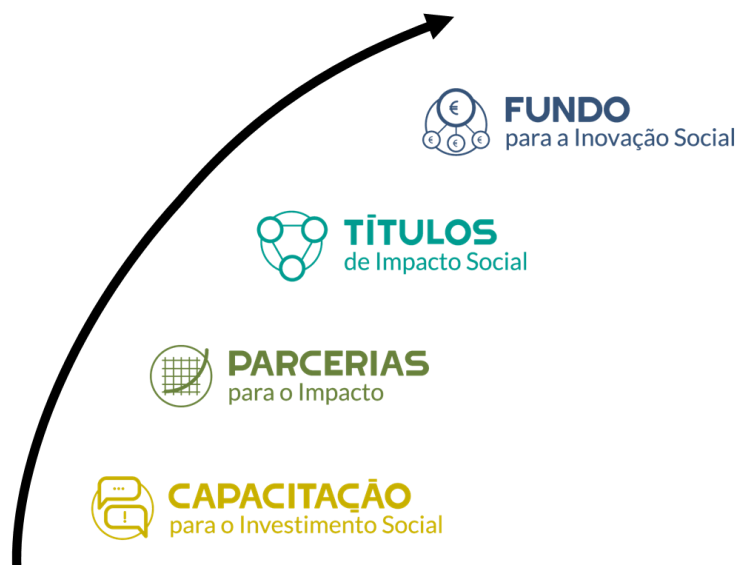 FUNDO
para a Inovação Social
TÍTULOS
de Impacto Social
PARCERIAS
para o Impacto
CAPACITAÇÃO
para o Investimento Social